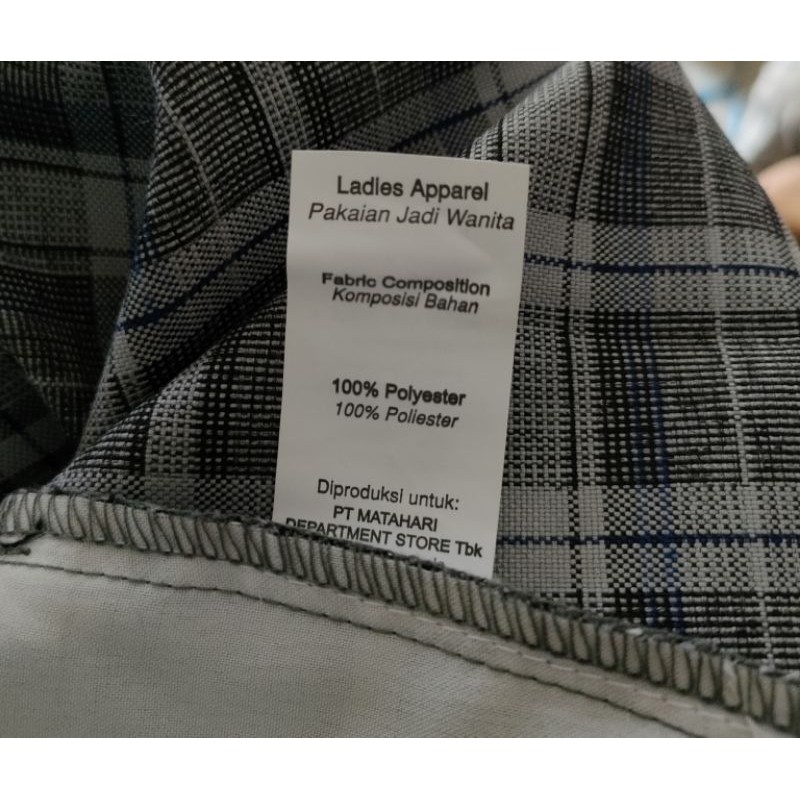 Ladies Apparel
Pakaian Jadi Wanita
Fabric Composition
Komposisi Bahan
100% Polyester
100% Poliester
Diproduksi untuk:
PT MATAHARI
DEPARTMENT STORE Tbk